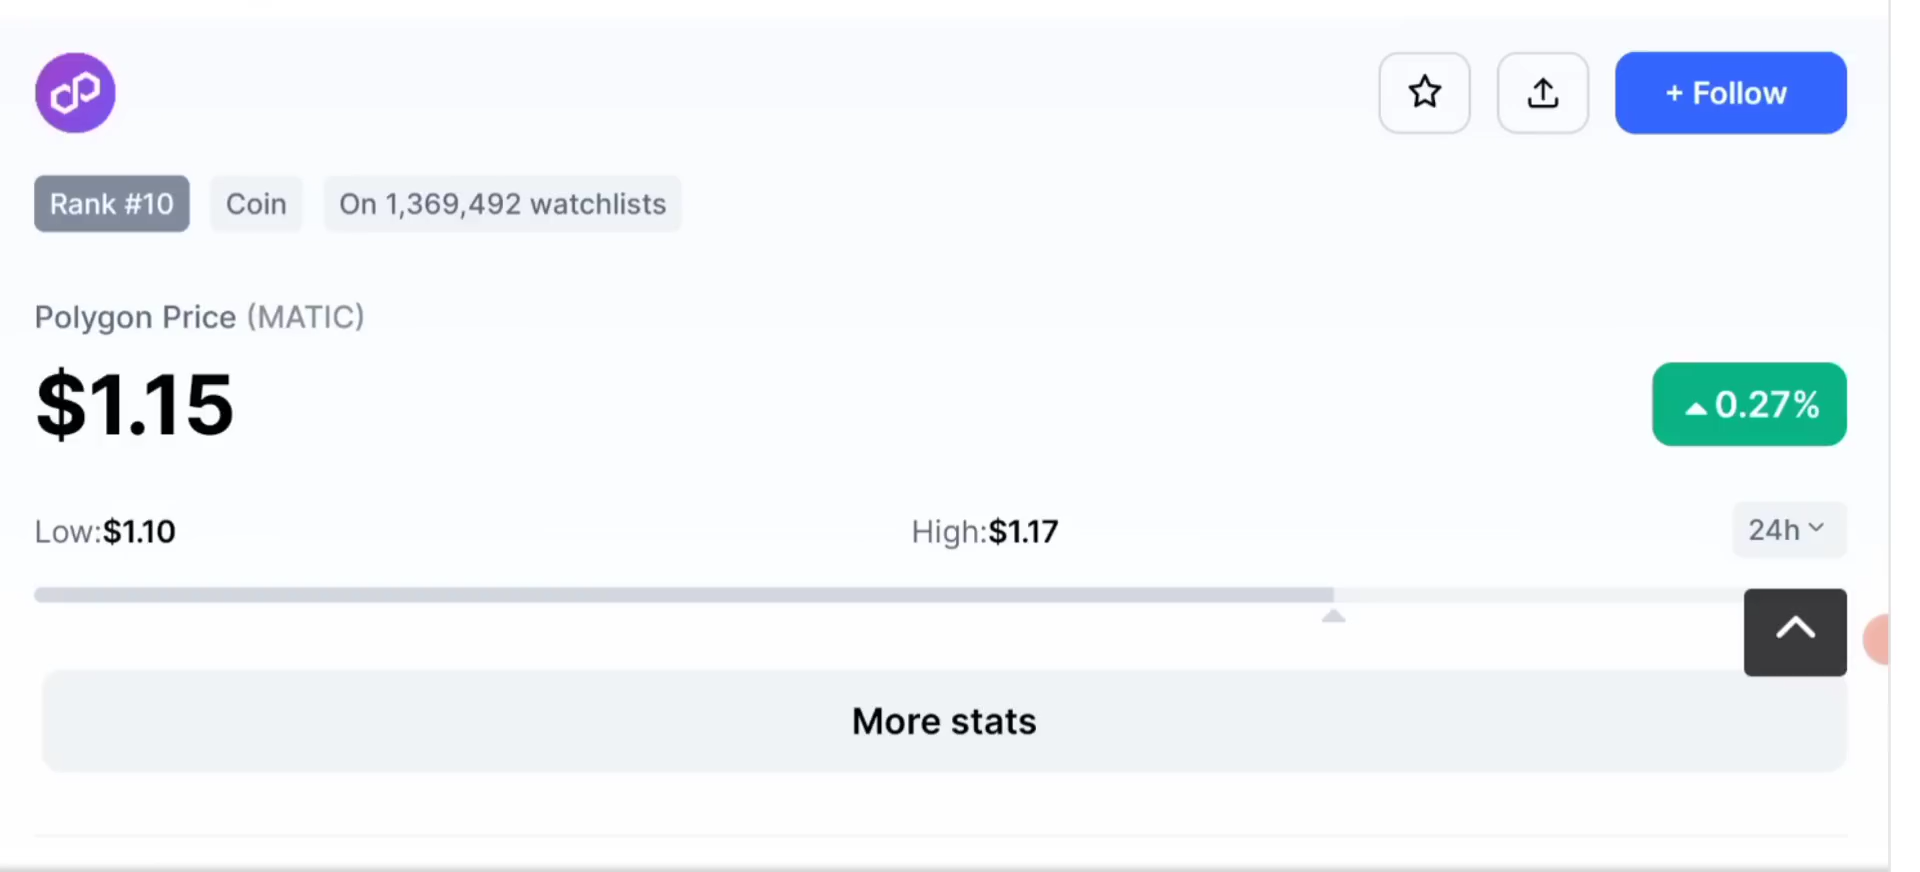 + Follow
Rank #10 Coin On 1,369,492 watchlists
Polygon Price (MATIC)
$1.15 0.27%
Low:$1.10 High:$1.17 24h
More stats